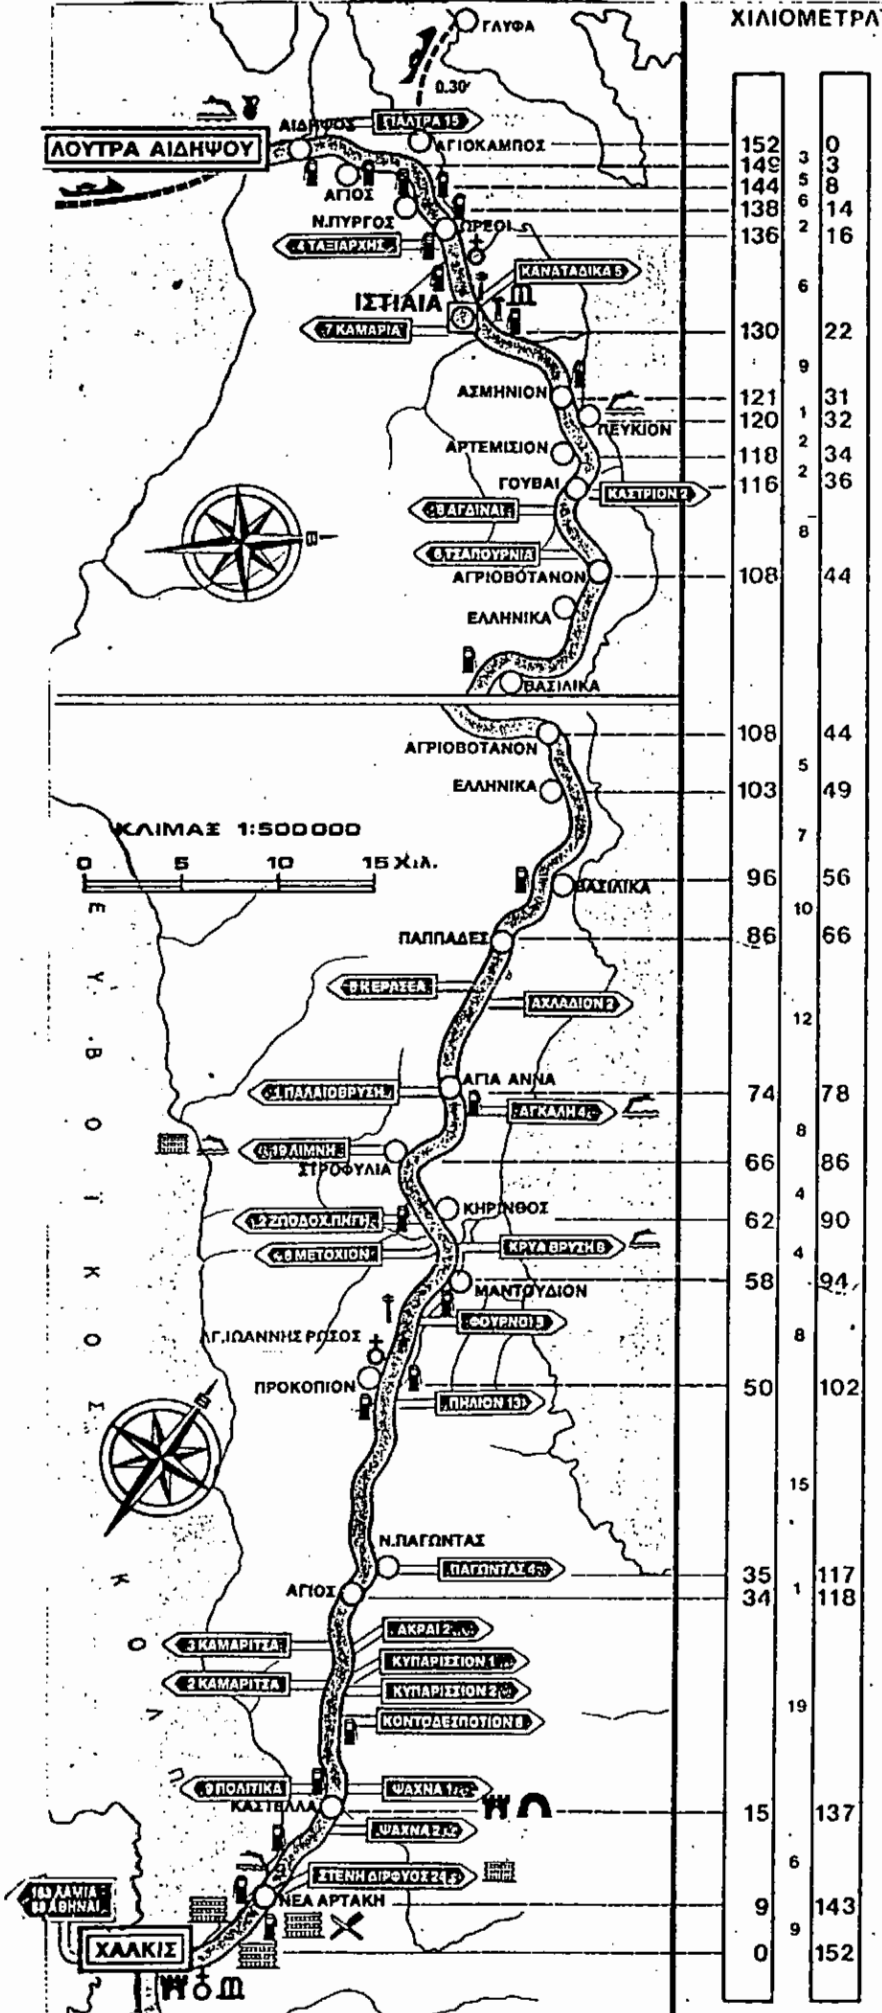 ΧΙΛΙΟΜΕΤΡΑ
ΓΛΥΦΑ
0.30΄
ΑΙΔΗΨΟΣ
ΓΙΑΛΤΡΑ 15
ΛΟΥΤΡΑ ΑΙΔΗΨΟΥ
ΑΓΙΟΚΑΜΠΟΣ
152 0
3
149 3
5
ΑΓΙΟΣ
144 8
6
Ν.ΠΥΡΓΟΣ
138 14
2
ΩΡΕΟΙ
136 16
4 ΤΑΞΙΑΡΧΗΣ
ΚΑΝΑΤΑΔΙΚΑ 5
6
ΙΣΤΙΑΙΑ
7 ΚΑΜΑΡΙΑ
130 22
9
ΑΣΜΗΝΙΟΝ
121 31
1
ΠΕΥΚΙΟΝ
120 32
2
ΑΡΤΕΜΙΣΙΟΝ
118 34
2
ΓΟΥΒΑΙ
ΚΑΣΤΡΙΟΝ 2
116 36
8 ΑΓΔΙΝΑΙ
8
6 ΤΣΑΠΟΥΡΝΙΑ
ΑΓΡΙΟΒΟΤΑΝΟΝ
108 44
ΕΛΛΗΝΙΚΑ
ΒΑΣΙΛΙΚΑ
ΑΓΡΙΟΒΟΤΑΝΟΝ
108 44
5
ΕΛΛΗΝΙΚΑ
103 49
ΚΛΙΜΑΞ 1:500000
7
0 5 10 15 Χιλ.
ΒΑΣΙΛΙΚΑ
96 56
10
ΠΑΠΠΑΔΕΣ
86 66
8 ΚΕΡΑΣΕΑ
ΑΧΛΑΔΙΟΝ 2
12
ΑΓΙΑ ΑΝΝΑ
1 ΠΑΛΑΙΟΒΡΥΣΗ
74 78
ΑΓΚΑΛΗ 4
8
19 ΛΙΜΝΗ
ΣΤΡΟΦΥΛΙΑ
66 86
4
ΚΗΡΙΝΘΟΣ
2 ΖΩΟΔΟΧ.ΠΗΓΗ
62 90
6 ΜΕΤΟΧΙΟΝ
ΚΡΥΑ ΒΡΥΣΗ 8
4
ΜΑΝΤΟΥΔΙΟΝ
58 94
ΦΟΥΡΝΟΙ 5
8
ΑΓ.ΙΩΑΝΝΗΣ ΡΩΣΟΣ
ΠΡΟΚΟΠΙΟΝ
50 102
ΠΗΛΙΟΝ 13
15
Ν.ΠΑΓΩΝΤΑΣ
ΠΑΓΩΝΤΑΣ 4
35 117
1
ΑΓΙΟΣ
34 118
ΑΚΡΑΙ 2
3 ΚΑΜΑΡΙΤΣΑ
ΚΥΠΑΡΙΣΣΙΟΝ 1
2 ΚΑΜΑΡΙΤΣΑ
ΚΥΠΑΡΙΣΣΙΟΝ 2
19
ΚΟΝΤΟΔΕΣΠΟΤΙΟΝ 8
9 ΠΟΛΙΤΙΚΑ
ΨΑΧΝΑ 1
ΚΑΣΤΕΛΛΑ
15 137
ΨΑΧΝΑ 2
6
ΣΤΕΝΗ ΔΙΡΦΥΟΣ 24
ΝΕΑ ΑΡΤΑΚΗ
9 143
ΛΑΜΙΑ
ΑΘΗΝΑΙ
9
ΧΑΛΚΙΣ
0 152
ΕΥΒΟΪΚΟΣ ΚΟΛΠ